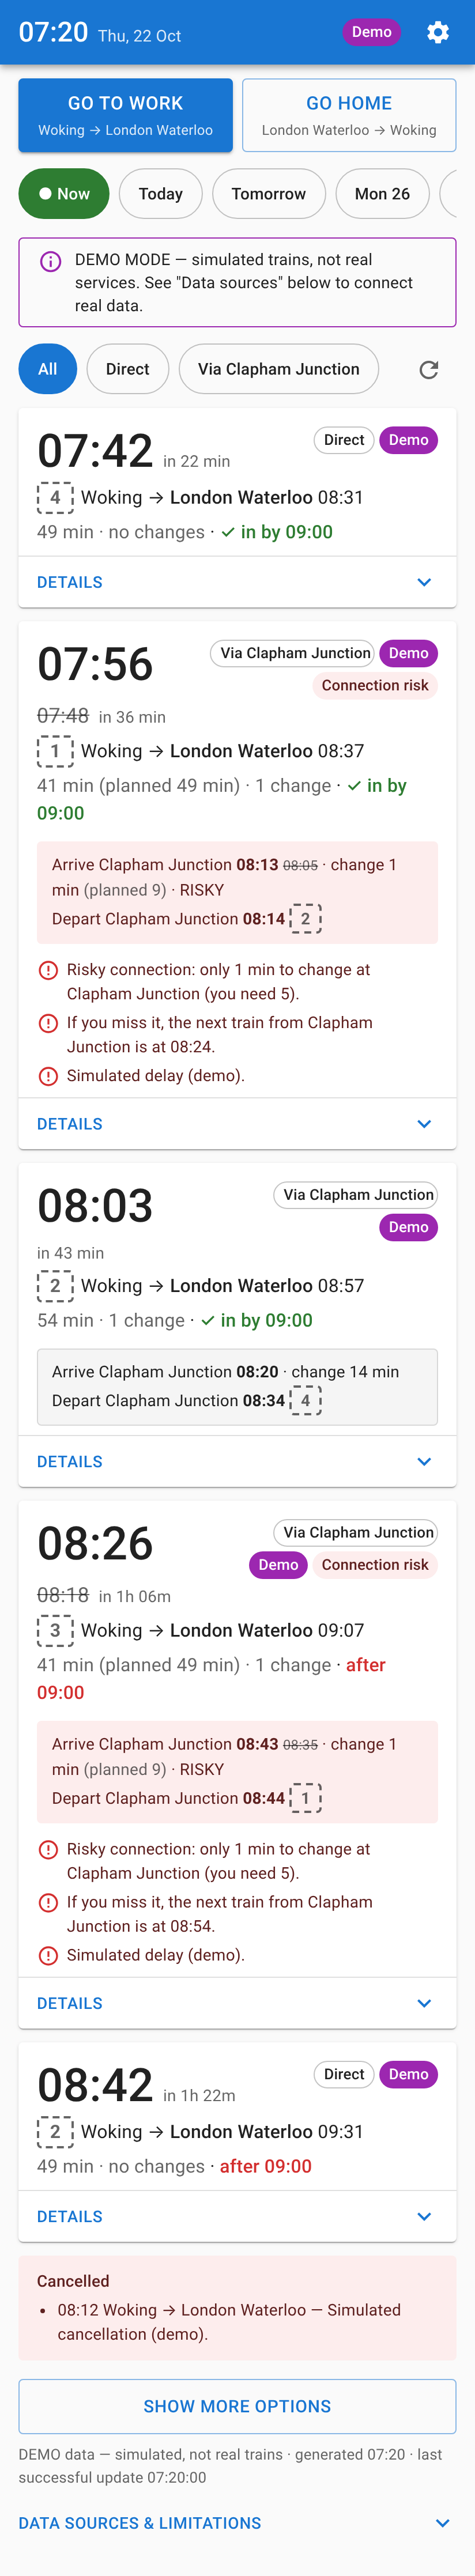 07:20 Thu, 22 Oct Demo
GO TO WORK
Woking → London Waterloo
GO HOME
London Waterloo → Woking
Now Today Tomorrow Mon 26
DEMO MODE — simulated trains, not real
services. See "Data sources" below to connect
real data.
All Direct Via Clapham Junction
07:42 in 22 min Direct Demo
4 Woking → London Waterloo 08:31
49 min · no changes · ✓ in by 09:00
DETAILS
07:56 Via Clapham Junction Demo
Connection risk
07:48 in 36 min
1 Woking → London Waterloo 08:37
41 min (planned 49 min) · 1 change · ✓ in by
09:00
Arrive Clapham Junction 08:13 08:05 · change 1
min (planned 9) · RISKY
Depart Clapham Junction 08:14 2
Risky connection: only 1 min to change at
Clapham Junction (you need 5).
If you miss it, the next train from Clapham
Junction is at 08:24.
Simulated delay (demo).
DETAILS
08:03 Via Clapham Junction
Demo
in 43 min
2 Woking → London Waterloo 08:57
54 min · 1 change · ✓ in by 09:00
Arrive Clapham Junction 08:20 · change 14 min
Depart Clapham Junction 08:34 4
DETAILS
08:26 Via Clapham Junction
Demo Connection risk
08:18 in 1h 06m
3 Woking → London Waterloo 09:07
41 min (planned 49 min) · 1 change · after
09:00
Arrive Clapham Junction 08:43 08:35 · change 1
min (planned 9) · RISKY
Depart Clapham Junction 08:44 1
Risky connection: only 1 min to change at
Clapham Junction (you need 5).
If you miss it, the next train from Clapham
Junction is at 08:54.
Simulated delay (demo).
DETAILS
08:42 in 1h 22m Direct Demo
2 Woking → London Waterloo 09:31
49 min · no changes · after 09:00
DETAILS
Cancelled
• 08:12 Woking → London Waterloo — Simulated
cancellation (demo).
SHOW MORE OPTIONS
DEMO data — simulated, not real trains · generated 07:20 · last
successful update 07:20:00
DATA SOURCES & LIMITATIONS